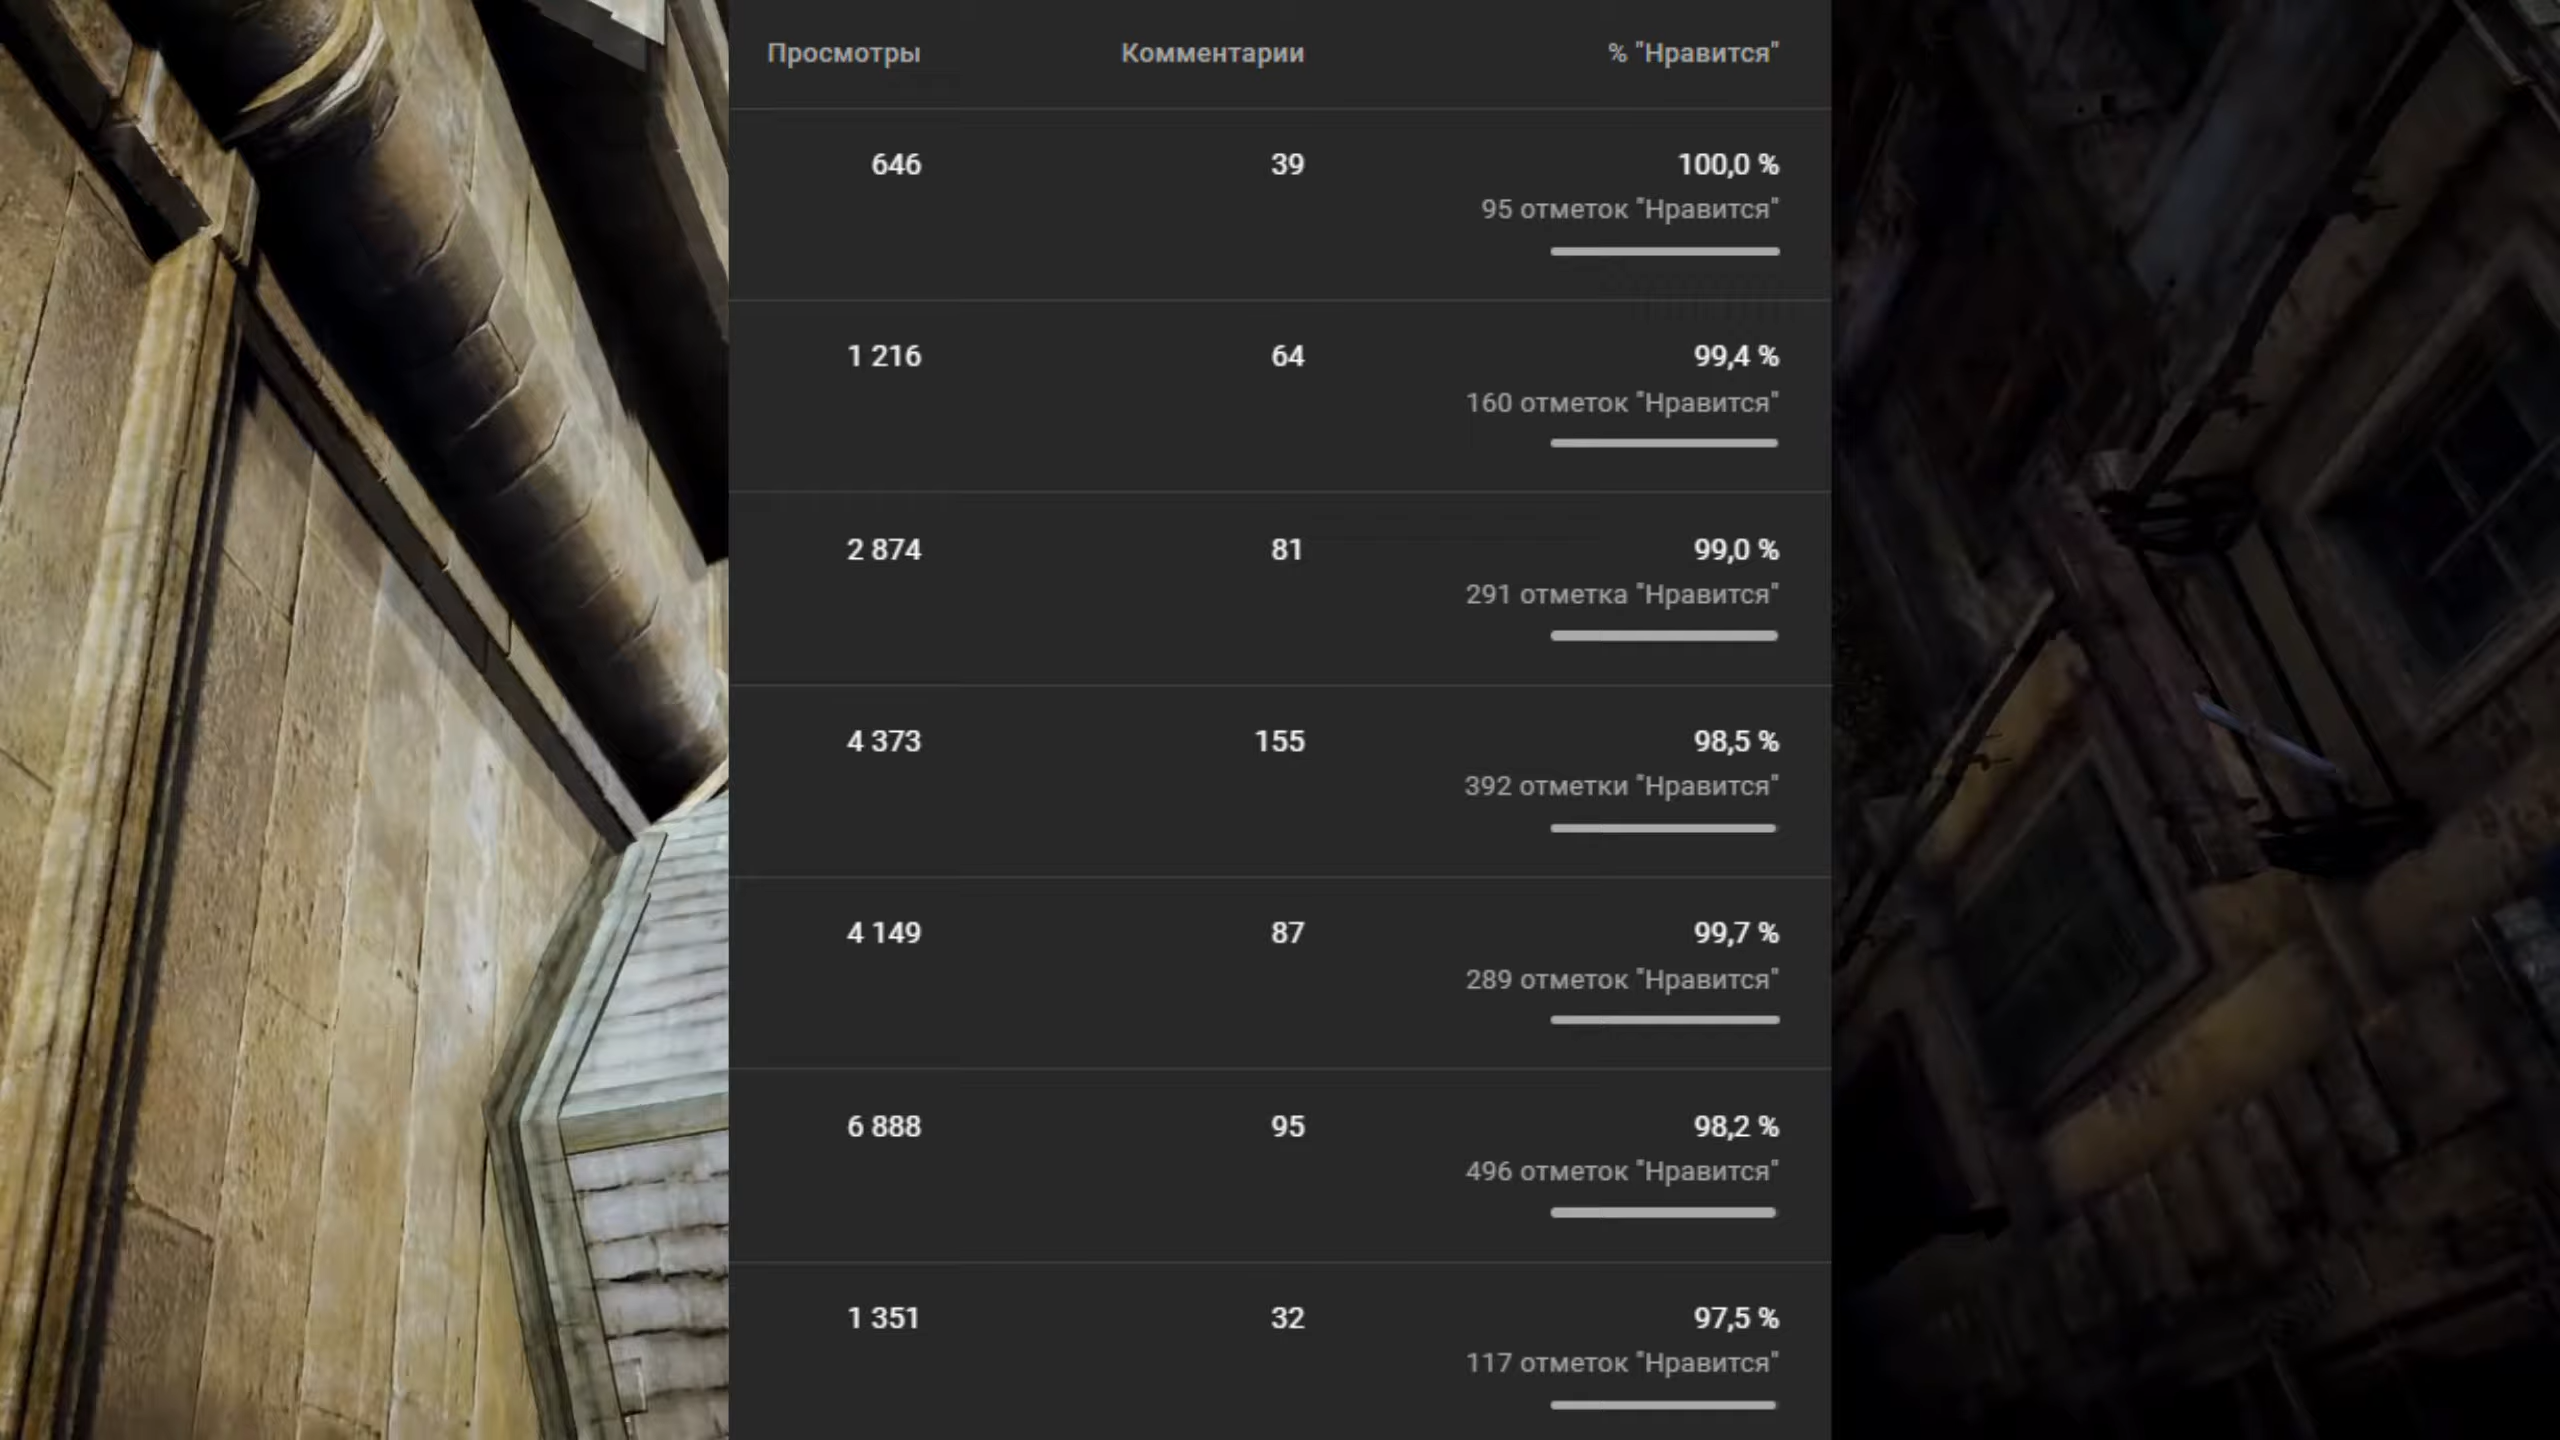 Просмотры Комментарии % "Нравится"
646 39 100,0 %
95 отметок "Нравится"
1 216 64 99,4 %
160 отметок "Нравится"
2 874 81 99,0 %
291 отметка "Нравится"
4 373 155 98,5 %
392 отметки "Нравится"
4 149 87 99,7 %
289 отметок "Нравится"
6 888 95 98,2 %
496 отметок "Нравится"
1 351 32 97,5 %
117 отметок "Нравится"